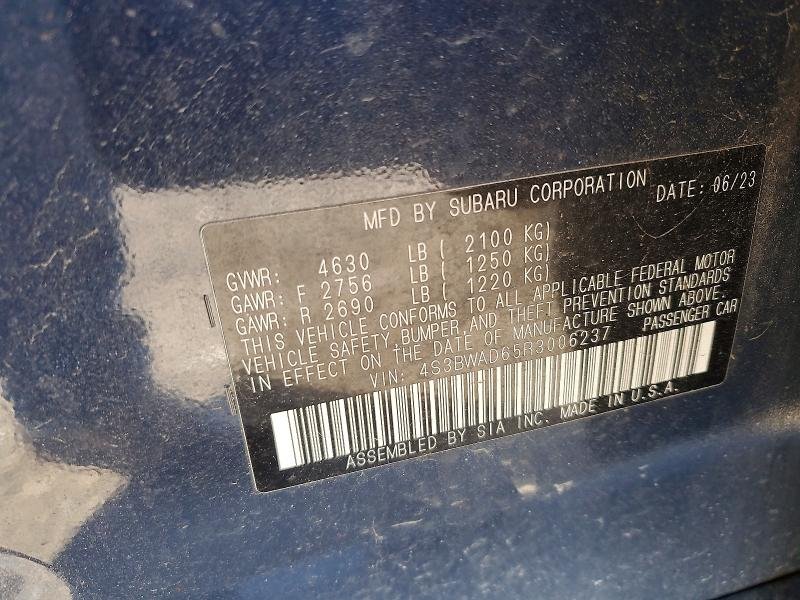 MFD BY SUBARU CORPORATION DATE: 06/23
GVWR: 4630 LB ( 2100 KG)
GAWR: F 2756 LB ( 1250 KG)
GAWR: R 2690 LB ( 1220 KG)
THIS VEHICLE CONFORMS TO ALL APPLICABLE FEDERAL MOTOR
VEHICLE SAFETY, BUMPER, AND THEFT PREVENTION STANDARDS
IN EFFECT ON THE DATE OF MANUFACTURE SHOWN ABOVE.
VIN: 4S3BWAD65R3006237 PASSENGER CAR
ASSEMBLED BY SIA INC. MADE IN U.S.A.